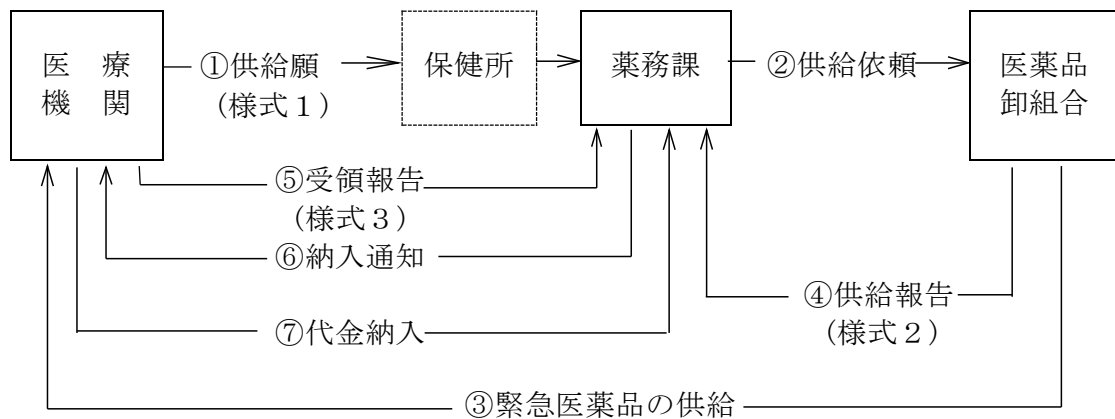 医療
機関
①供給願
（様式１）
保健所
薬務課
②供給依頼
医薬品
卸組合
⑤受領報告
（様式３）
⑥納入通知
④供給報告
（様式２）
⑦代金納入
③緊急医薬品の供給